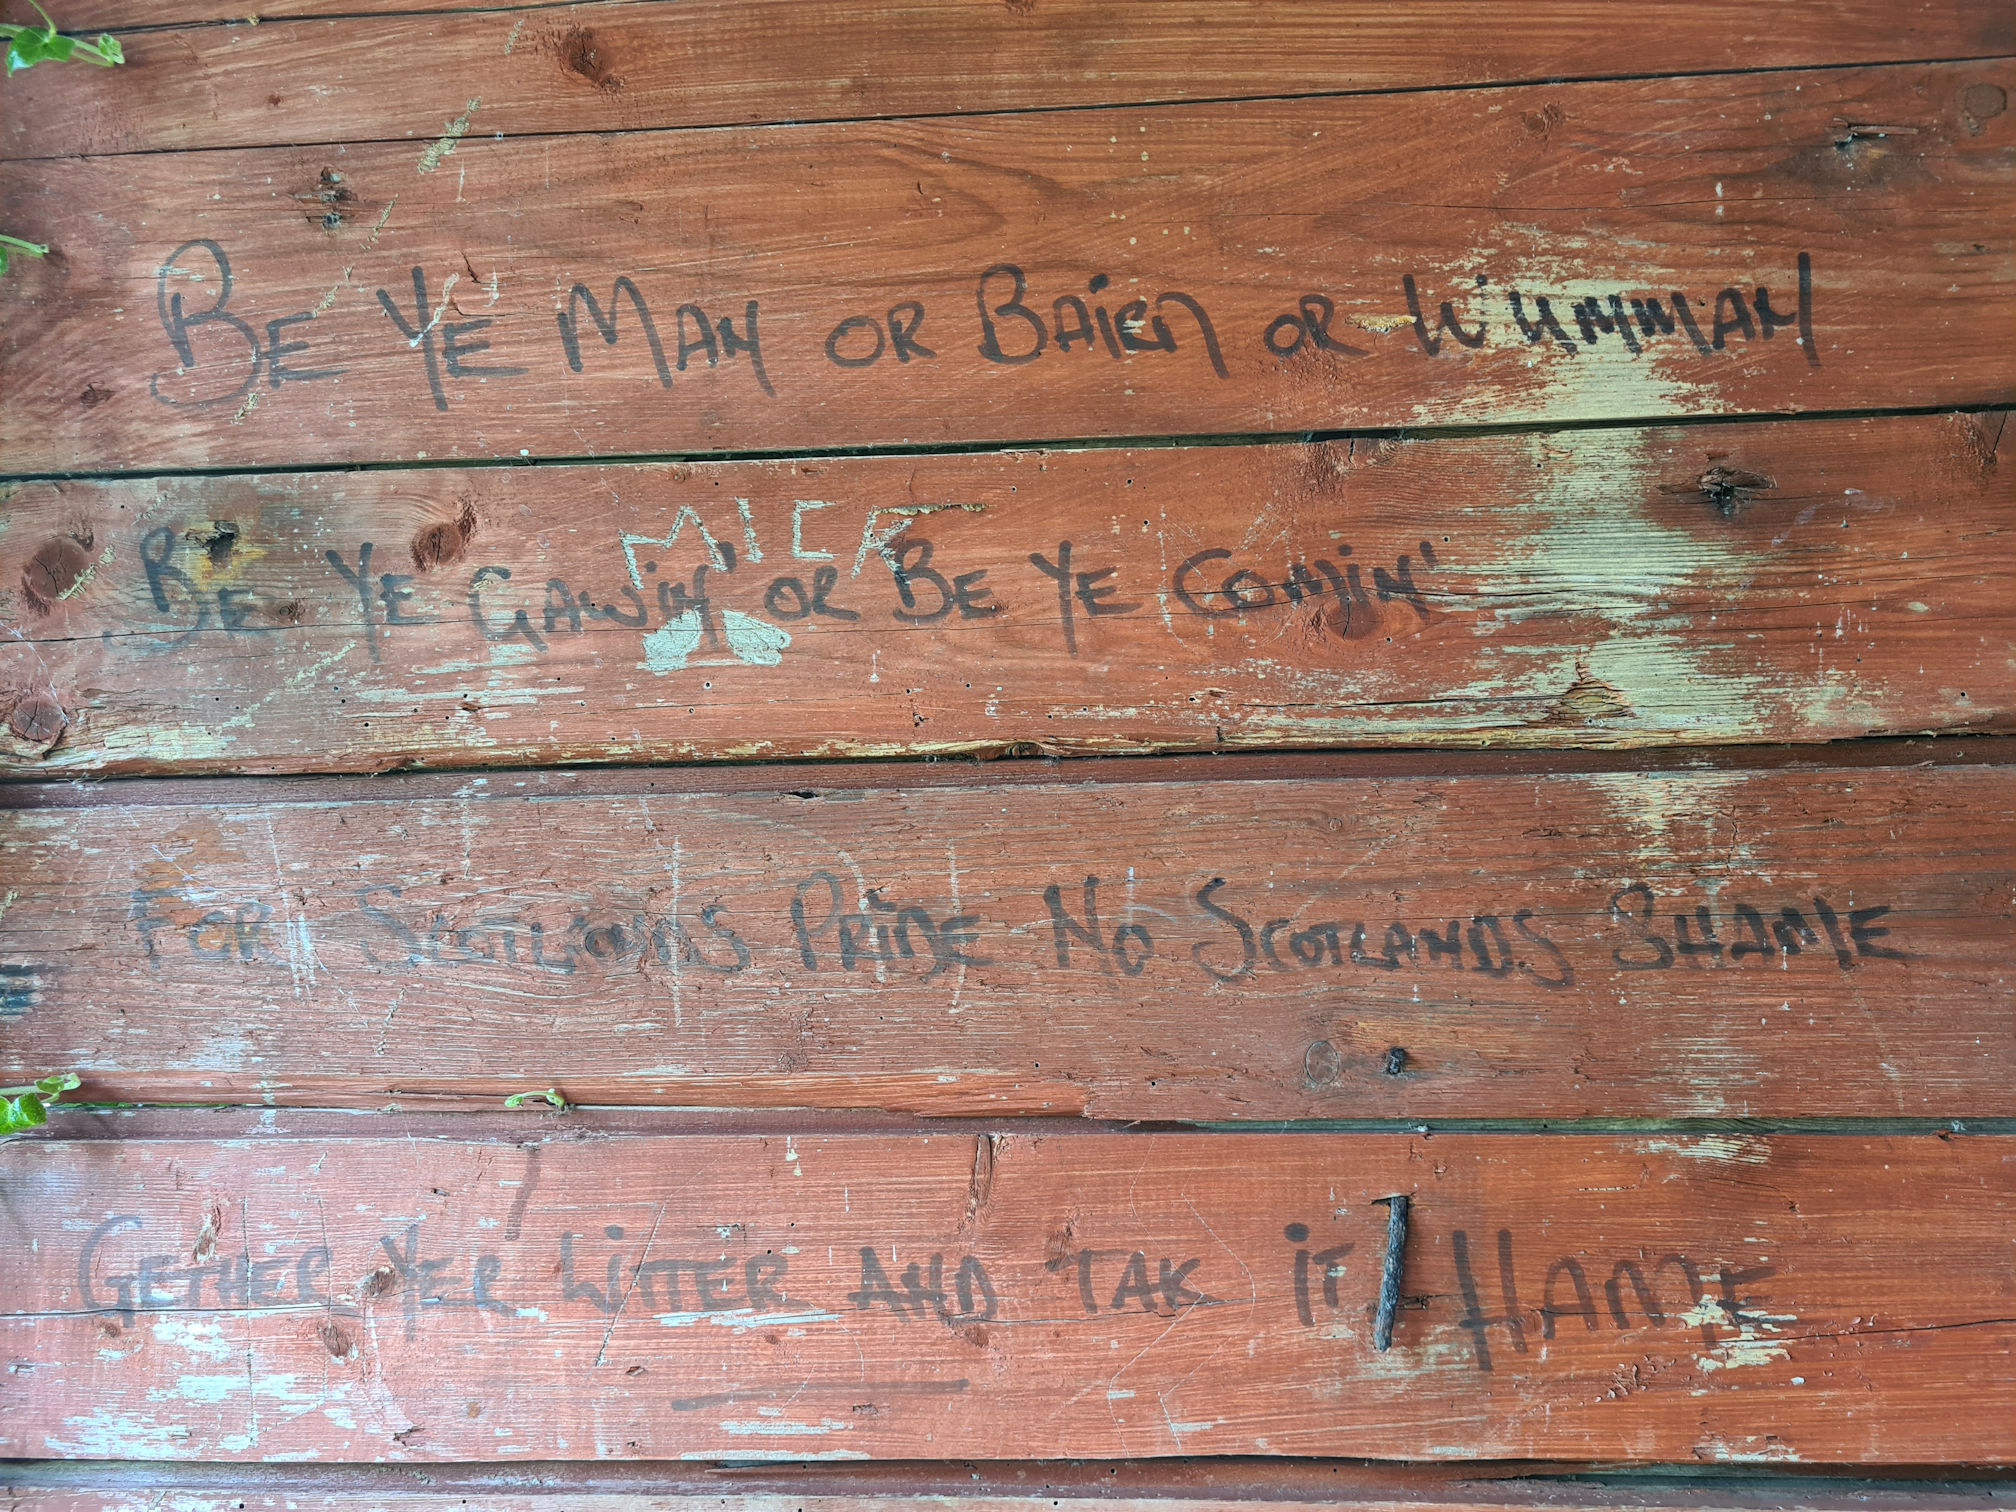 Be Ye Man or Bairn or Wumman
MICK
Be Ye Gawin' or Be Ye Comin'
For Scotlands Pride No Scotlands Shame
Gether Yer Litter And Tak it Hame